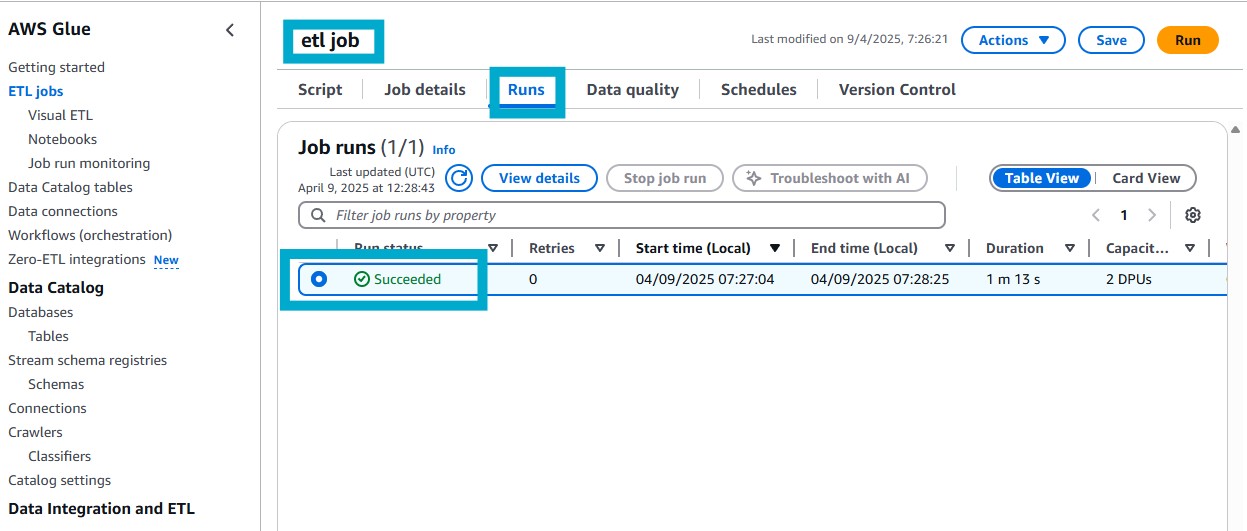 AWS Glue
Getting started
ETL jobs
Visual ETL
Notebooks
Job run monitoring
Data Catalog tables
Data connections
Workflows (orchestration)
Zero-ETL integrations New
Data Catalog
Databases
Tables
Stream schema registries
Schemas
Connections
Crawlers
Classifiers
Catalog settings
Data Integration and ETL
etl job
Last modified on 9/4/2025, 7:26:21 Actions Save Run
Script Job details Runs Data quality Schedules Version Control
Job runs (1/1) Info
Last updated (UTC)
April 9, 2025 at 12:28:43
View details Stop job run Troubleshoot with AI Table View Card View
Filter job runs by property 1
Run status Retries Start time (Local) End time (Local) Duration Capacit...
Succeeded 0 04/09/2025 07:27:04 04/09/2025 07:28:25 1 m 13 s 2 DPUs